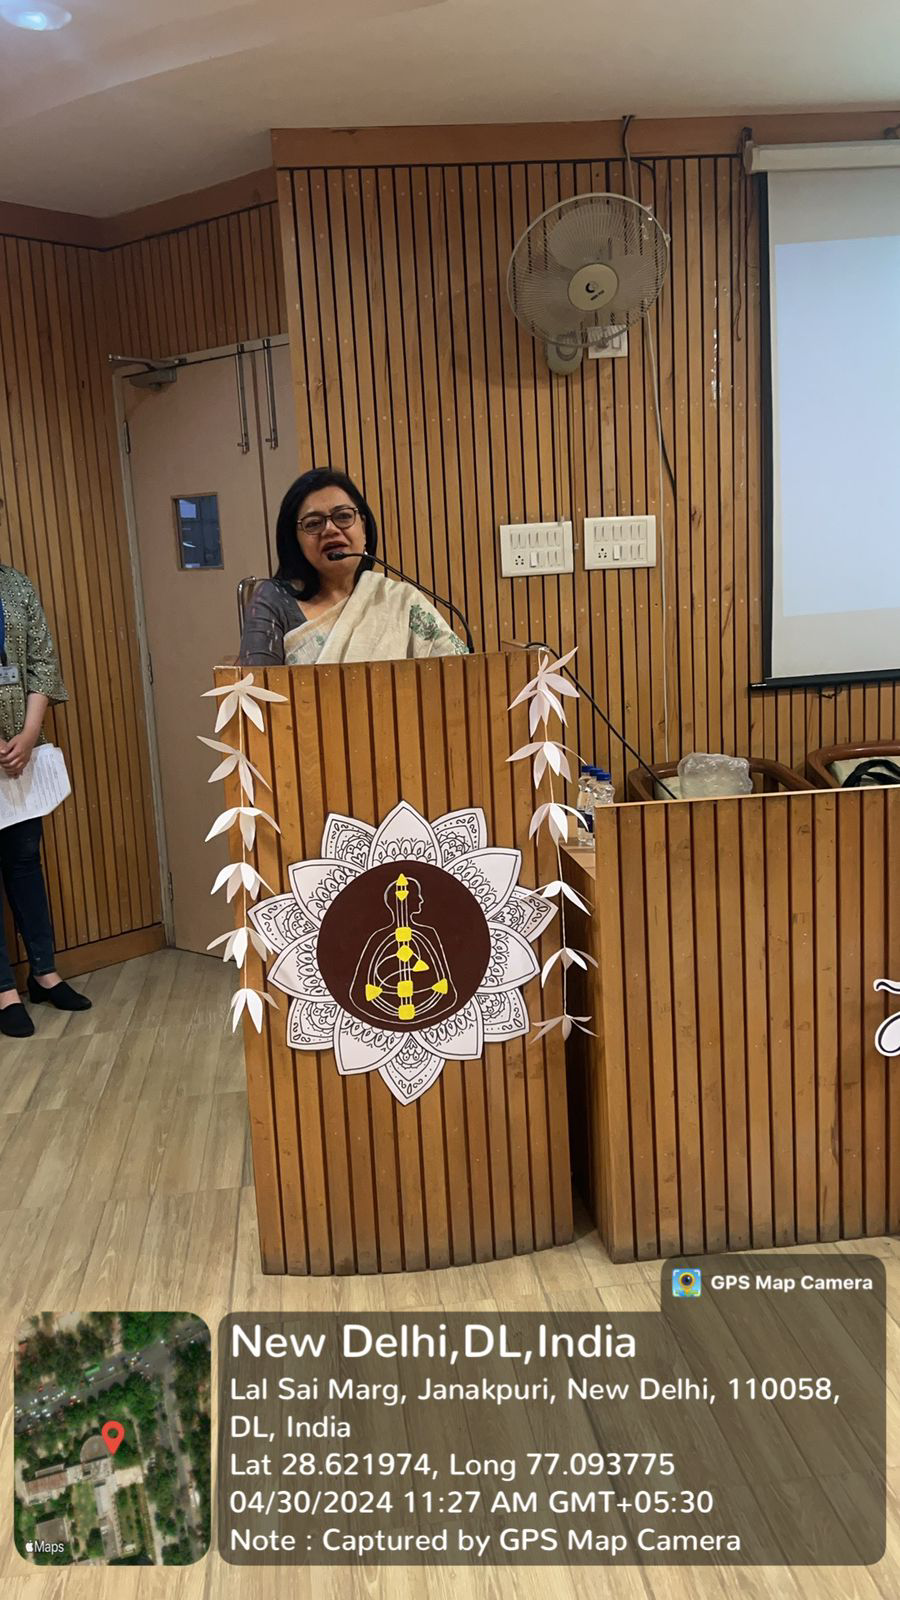 GPS Map Camera
New Delhi,DL,India
Lal Sai Marg, Janakpuri, New Delhi, 110058,
DL, India
Lat 28.621974, Long 77.093775
04/30/2024 11:27 AM GMT+05:30
Note : Captured by GPS Map Camera
Maps